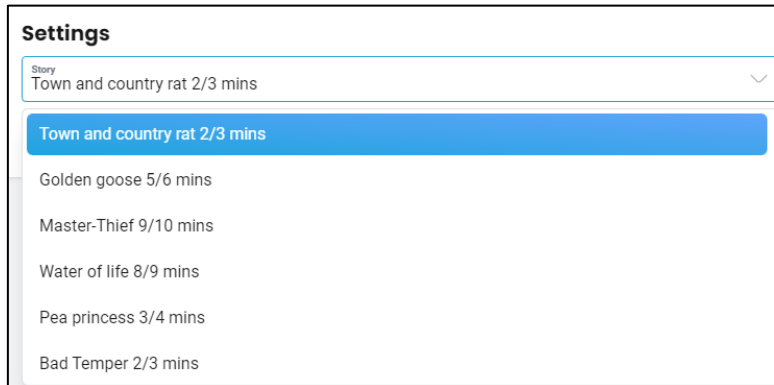 Settings
Story
Town and country rat 2/3 mins
Town and country rat 2/3 mins
Golden goose 5/6 mins
Master-Thief 9/10 mins
Water of life 8/9 mins
Pea princess 3/4 mins
Bad Temper 2/3 mins